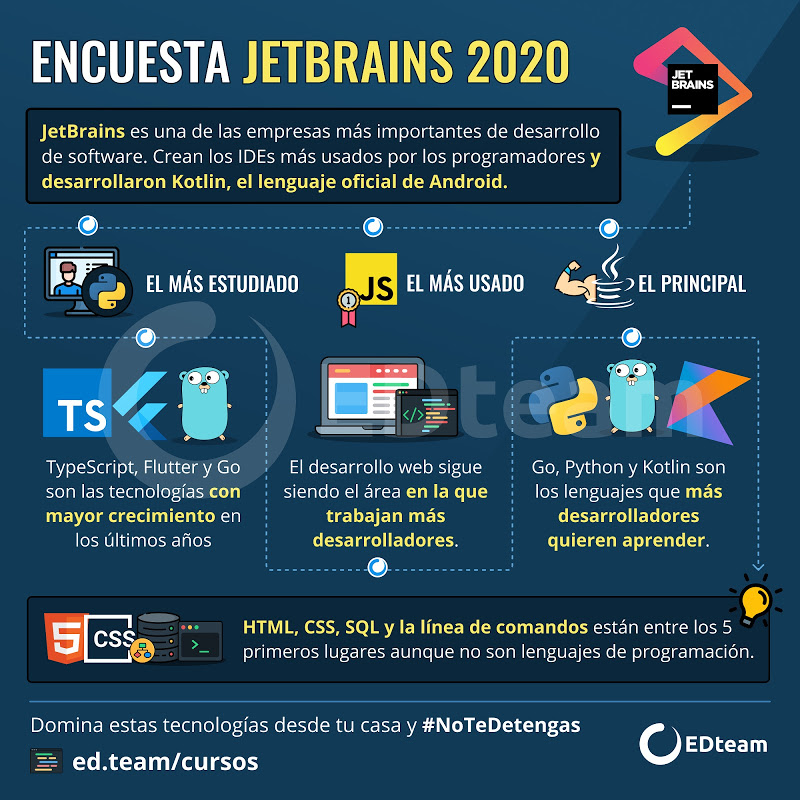 ENCUESTA JETBRAINS 2020
JET
BRAINS
JetBrains es una de las empresas más importantes de desarrollo
de software. Crean los IDEs más usados por los programadores y
desarrollaron Kotlin, el lenguaje oficial de Android.
EL MÁS ESTUDIADO
JS
1
EL MÁS USADO
EL PRINCIPAL
TS
EDteam
TypeScript, Flutter y Go
son las tecnologías con
mayor crecimiento en
los últimos años
El desarrollo web sigue
siendo el área en la que
trabajan más
desarrolladores.
Go, Python y Kotlin son
los lenguajes que más
desarrolladores
quieren aprender.
5
CSS
>_
HTML, CSS, SQL y la línea de comandos están entre los 5
primeros lugares aunque no son lenguajes de programación.
Domina estas tecnologías desde tu casa y #NoTeDetengas
ed.team/cursos
EDteam